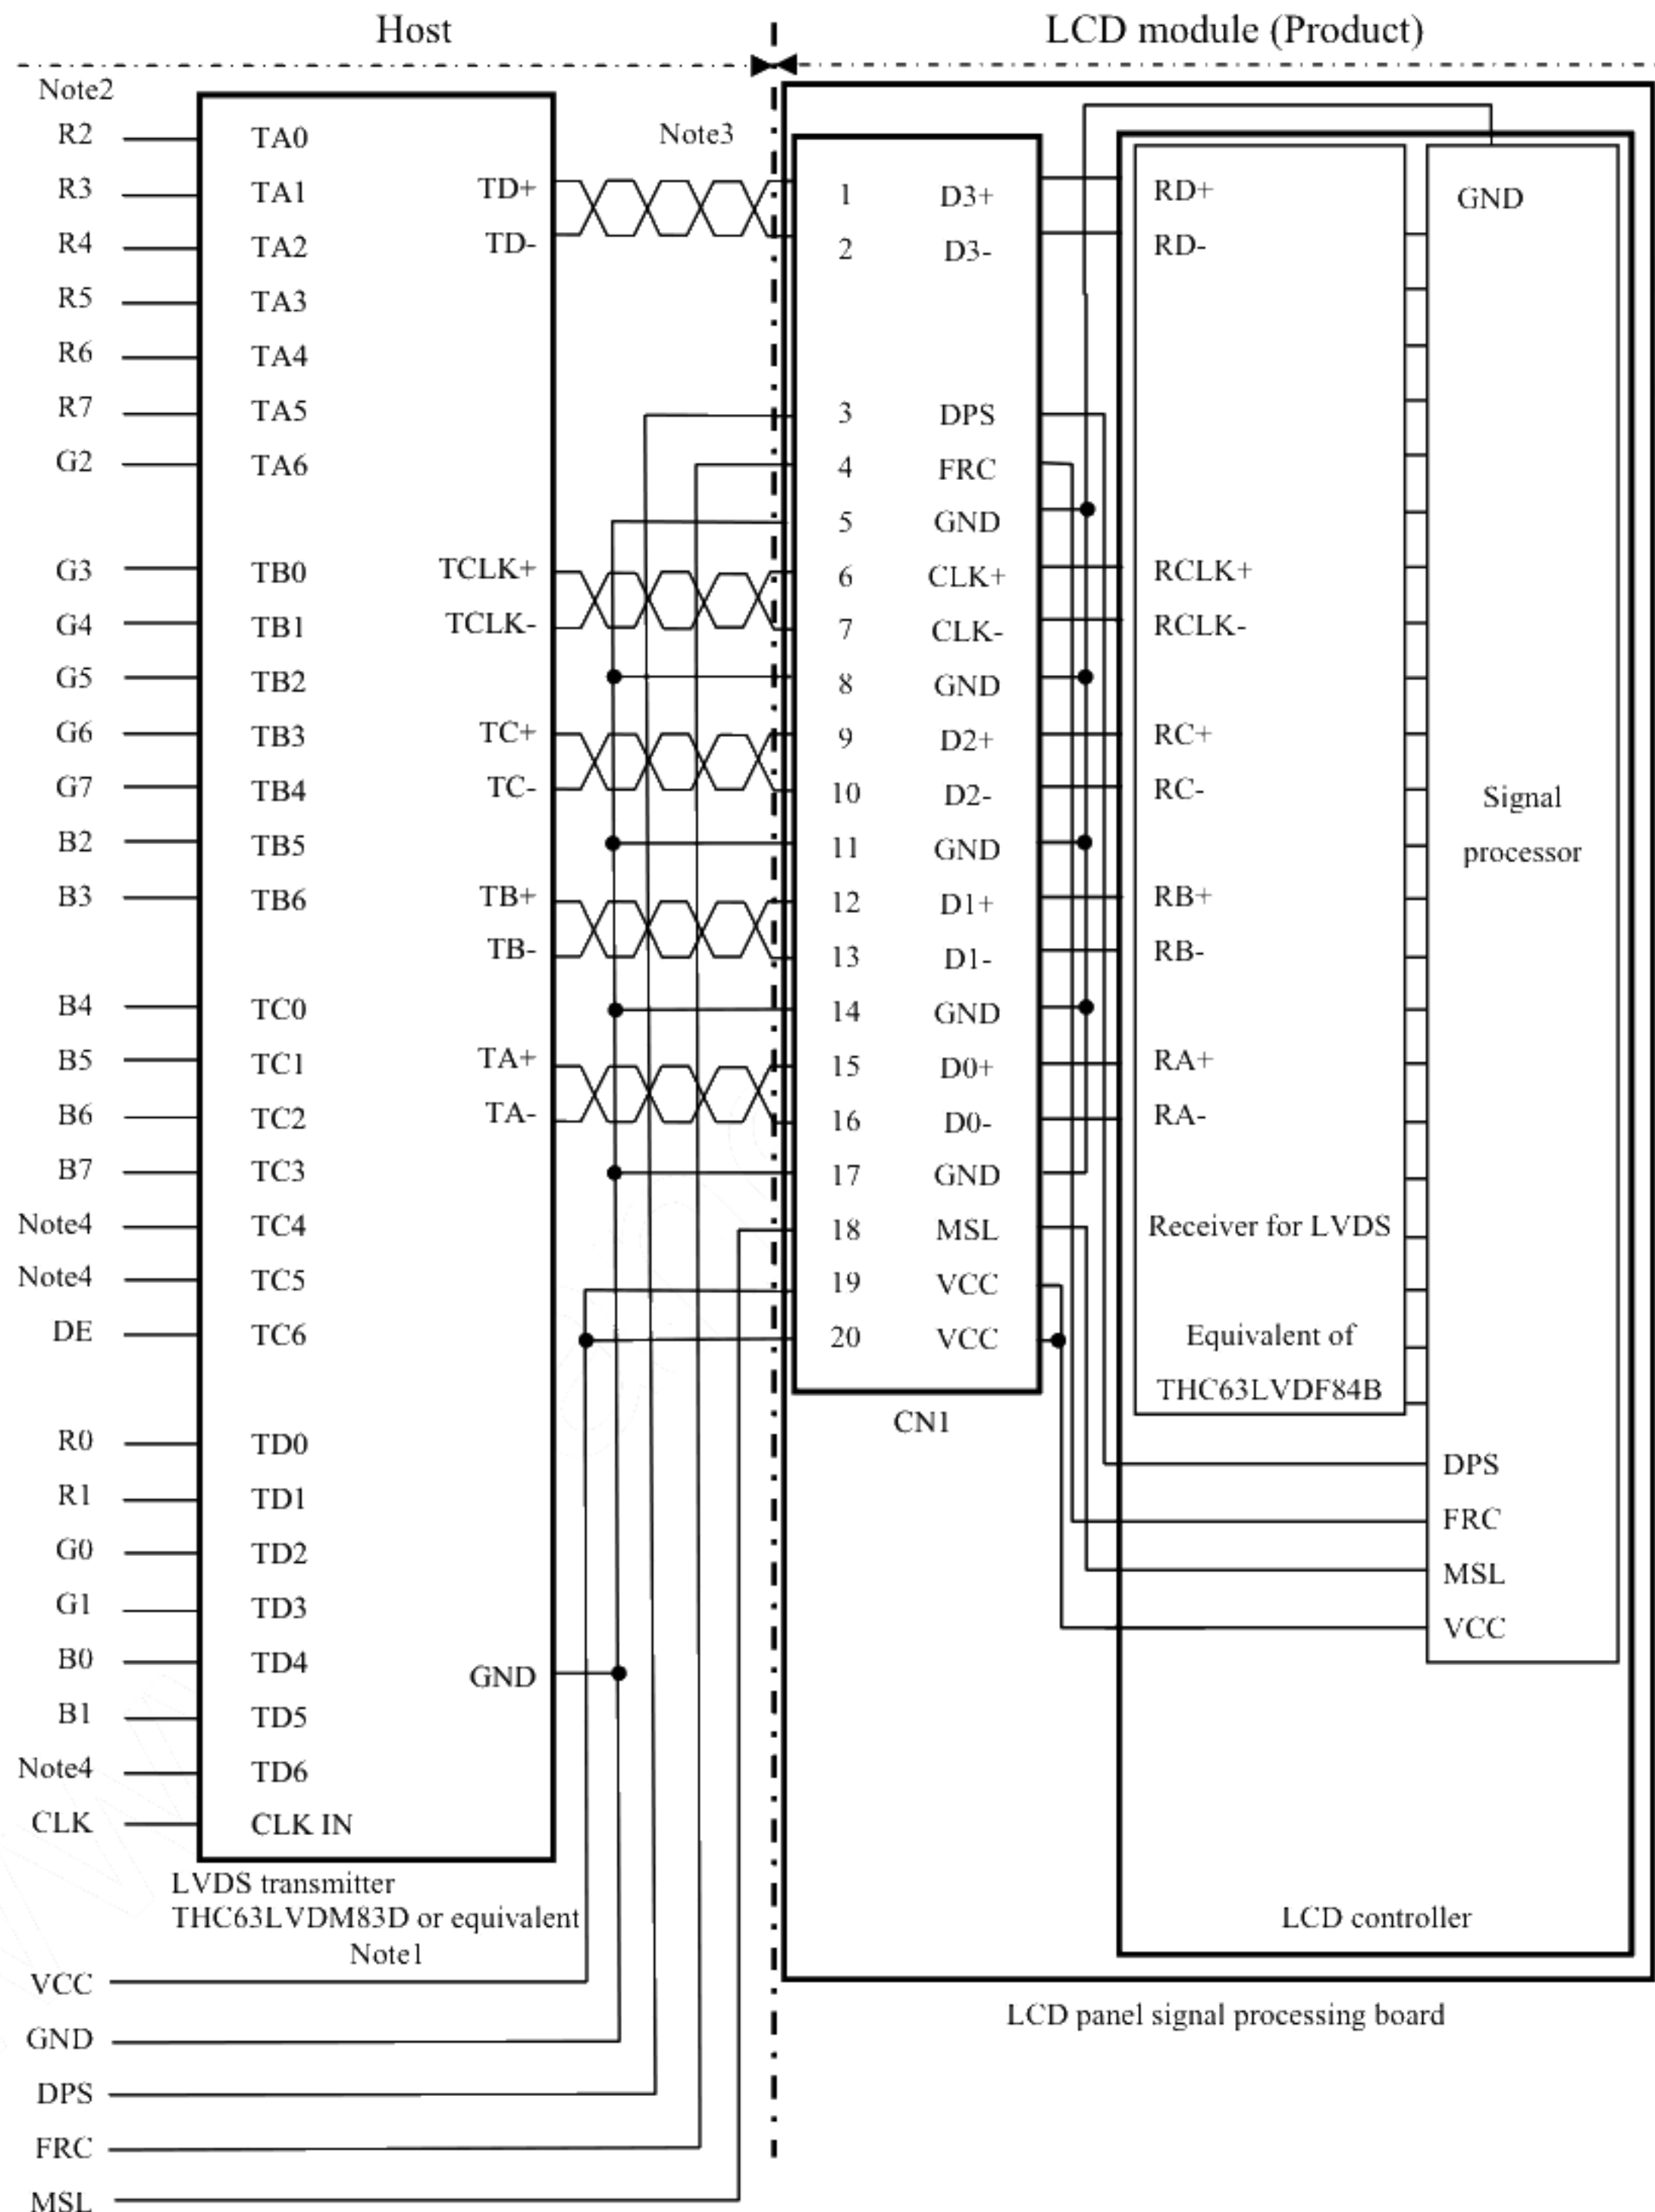 Host
LCD module (Product)
Note2
Note3
R2 TA0
R3 TA1 TD+ 1 D3+ RD+ GND
R4 TA2 TD- 2 D3- RD-
R5 TA3
R6 TA4
R7 TA5 3 DPS
G2 TA6 4 FRC
5 GND
G3 TB0 TCLK+ 6 CLK+ RCLK+
G4 TB1 TCLK- 7 CLK- RCLK-
G5 TB2 8 GND
G6 TB3 TC+ 9 D2+ RC+
G7 TB4 TC- 10 D2- RC- Signal
B2 TB5 11 GND processor
B3 TB6 TB+ 12 D1+ RB+
TB- 13 D1- RB-
B4 TC0 14 GND
B5 TC1 TA+ 15 D0+ RA+
B6 TC2 TA- 16 D0- RA-
B7 TC3 17 GND
Note4 TC4 18 MSL Receiver for LVDS
Note4 TC5 19 VCC
DE TC6 20 VCC Equivalent of
THC63LVDF84B
CN1
R0 TD0 DPS
R1 TD1 FRC
G0 TD2 MSL
G1 TD3 VCC
B0 TD4 GND
B1 TD5
Note4 TD6
CLK CLK IN
LVDS transmitter
THC63LVDM83D or equivalent
Note1
LCD controller
VCC
LCD panel signal processing board
GND
DPS
FRC
MSL